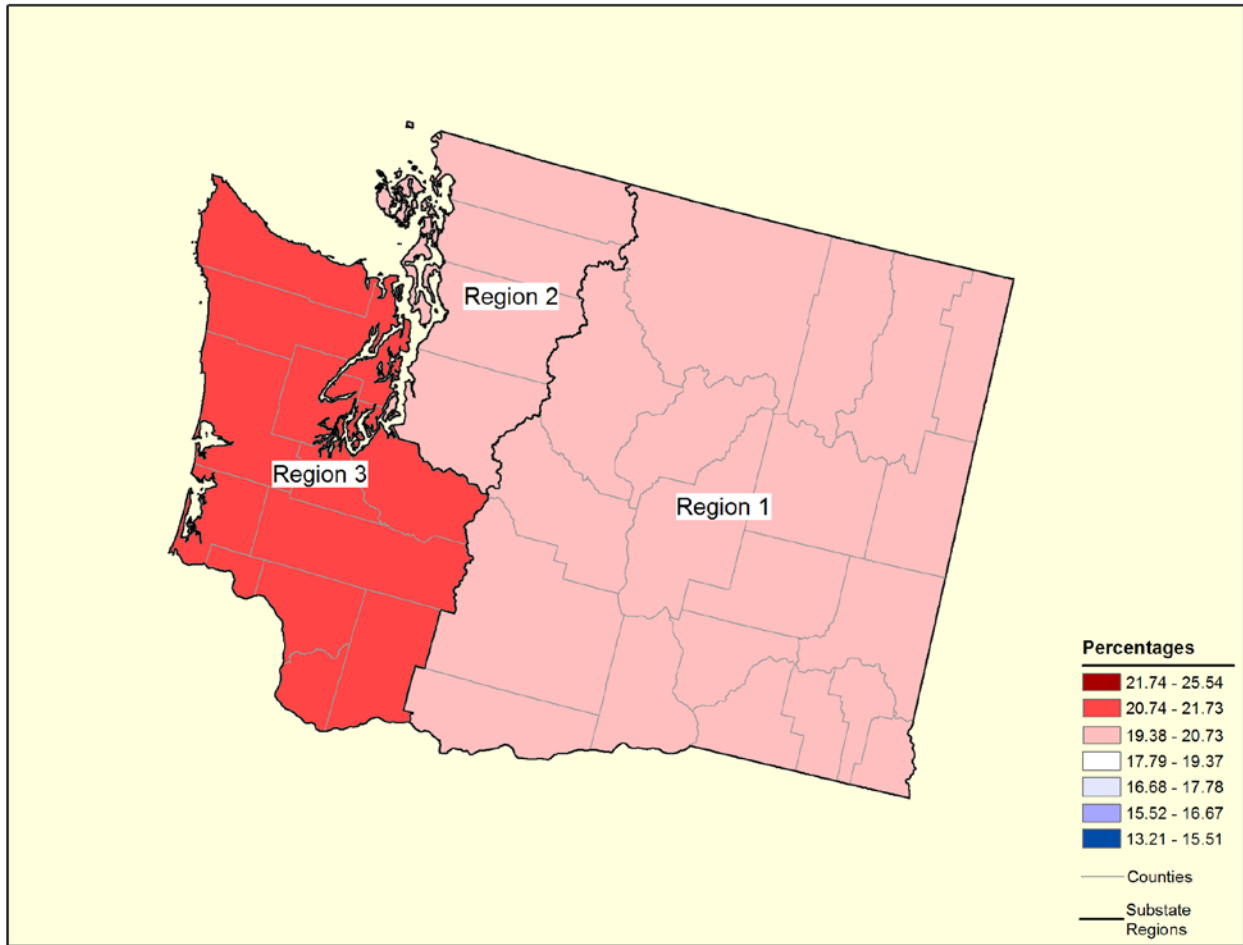 Region 2
Region 3
Region 1
Percentages
21.74 - 25.54
20.74 - 21.73
19.38 - 20.73
17.79 - 19.37
16.68 - 17.78
15.52 - 16.67
13.21 - 15.51
Counties
Substate
Regions